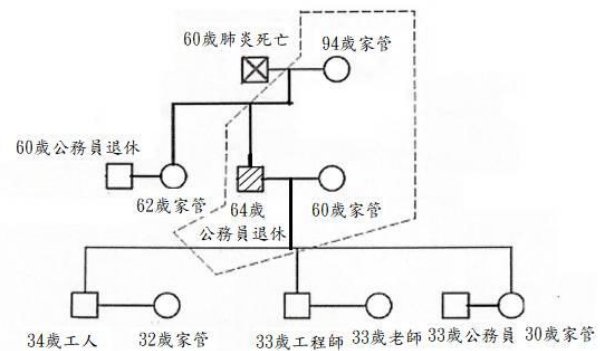 60歲肺炎死亡 94歲家管
60歲公務員退休
62歲家管 64歲 60歲家管
公務員退休
34歲工人 32歲家管 33歲工程師 33歲老師 33歲公務員 30歲家管